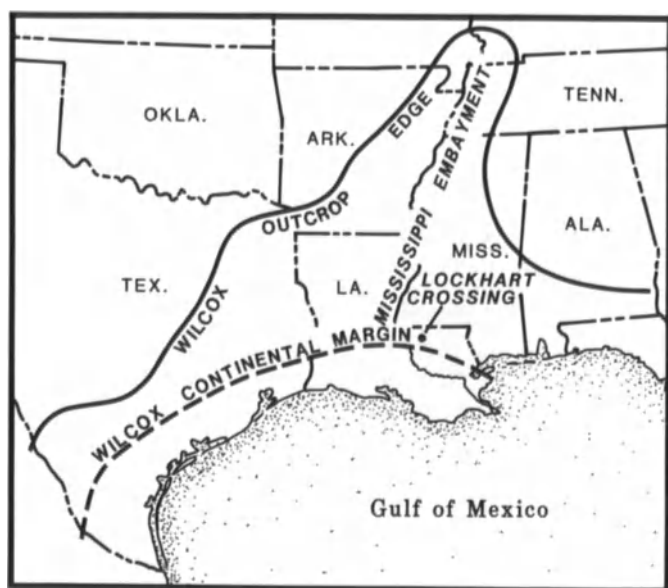 OKLA.
ARK.
TENN.
EDGE
OUTCROP
WILCOX
MISSISSIPPI EMBAYMENT
MISS.
ALA.
TEX.
LA.
LOCKHART
CROSSING
WILCOX CONTINENTAL MARGIN
Gulf of Mexico